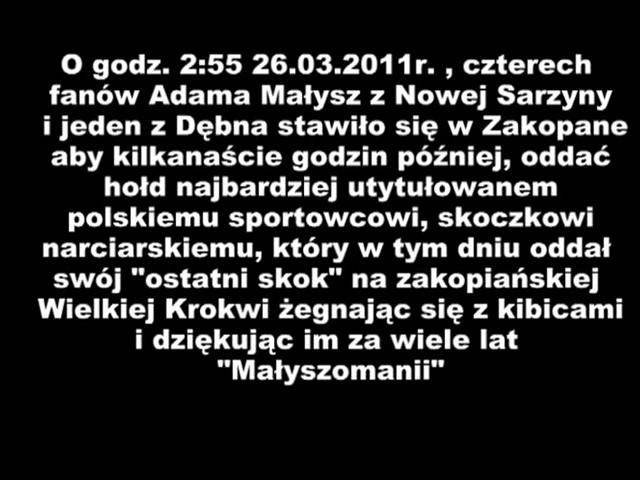 O godz. 2:55 26.03.2011r. , czterech
fanów Adama Małysz z Nowej Sarzyny
i jeden z Dębna stawiło się w Zakopane
aby kilkanaście godzin później, oddać
hołd najbardziej utytułowanem
polskiemu sportowcowi, skoczkowi
narciarskiemu, który w tym dniu oddał
swój "ostatni skok" na zakopiańskiej
Wielkiej Krokwi żegnając się z kibicami
i dziękując im za wiele lat
"Małyszomanii"